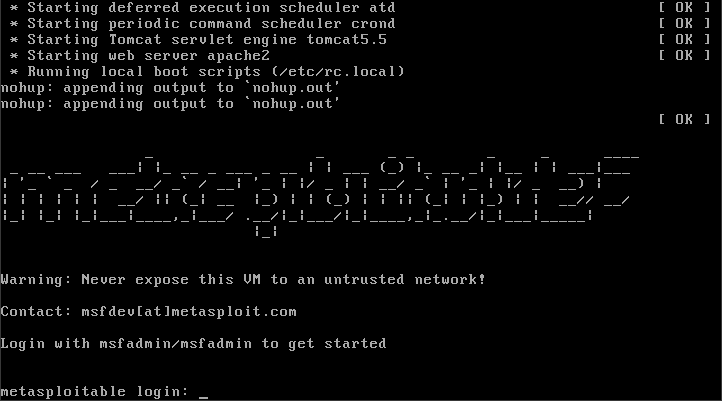 * Starting deferred execution scheduler atd [ OK ]
* Starting periodic command scheduler crond [ OK ]
* Starting Tomcat servlet engine tomcat5.5 [ OK ]
* Starting web server apache2 [ OK ]
* Running local boot scripts (/etc/rc.local)
nohup: appending output to `nohup.out'
nohup: appending output to `nohup.out'
[ OK ]
metasploitable2
Warning: Never expose this VM to an untrusted network!
Contact: msfdev[at]metasploit.com
Login with msfadmin/msfadmin to get started
metasploitable login: _